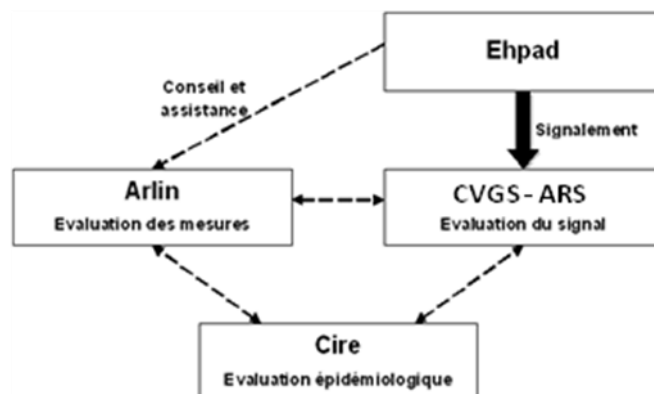 Ehpad
Conseil et
assistance
Signalement
Arlin
Evaluation des mesures
CVGS-ARS
Evaluation du signal
Cire
Evaluation épidémiologique